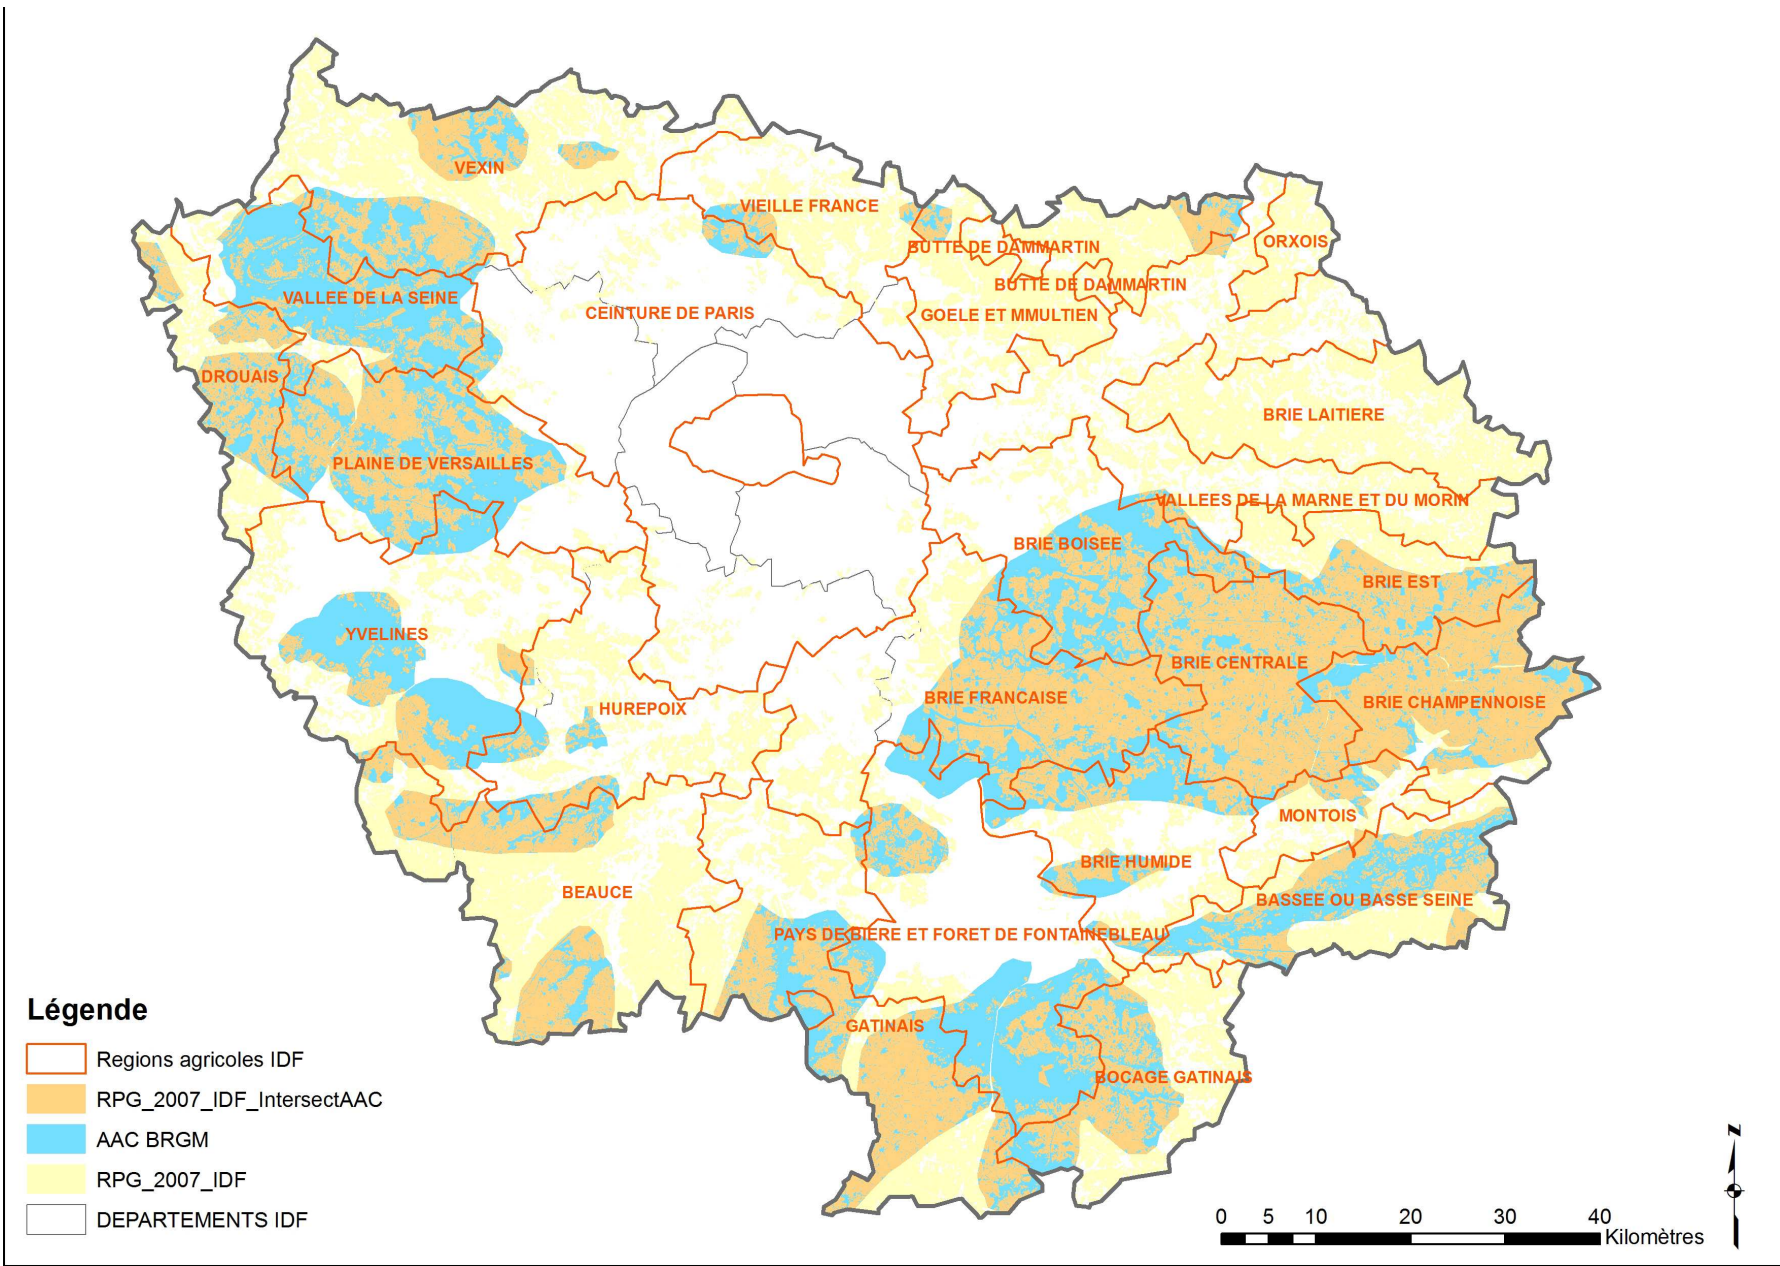 VEXIN
VIEILLE FRANCE
BUTTE DE DAMMARTIN
ORXOIS
BUTTE DE DAMMARTIN
VALLEE DE LA SEINE
CEINTURE DE PARIS
GOELE ET MMULTIEN
DROUAIS
BRIE LAITIERE
PLAINE DE VERSAILLES
VALLEES DE LA MARNE ET DU MORIN
BRIE BOISEE
BRIE EST
YVELINES
BRIE CENTRALE
BRIE FRANCAISE
BRIE CHAMPENNOISE
HUREPOIX
MONTOIS
BRIE HUMIDE
BEAUCE
BASSEE OU BASSE SEINE
PAYS DE BIERE ET FORET DE FONTAINEBLEAU
GATINAIS
BOCAGE GATINAIS
Légende
Regions agricoles IDF
RPG_2007_IDF_IntersectAAC
AAC BRGM
RPG_2007_IDF
DEPARTEMENTS IDF
0 5 10 20 30 40
Kilomètres
N